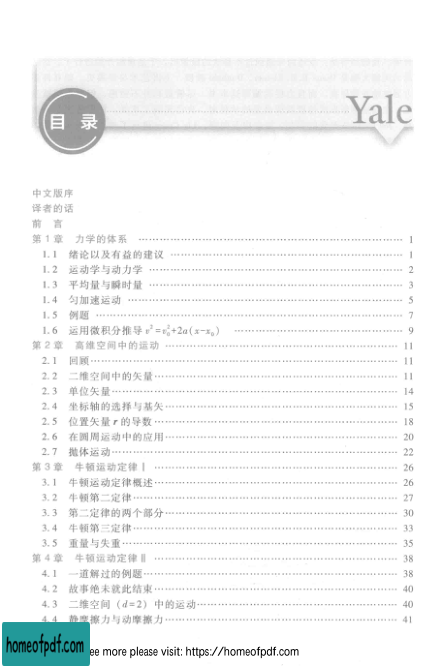 目 录
Yale
中文版序
译者的话
前 言
第 1 章 力学的体系 …… 1
1.1 绪论以及有益的建议 …… 1
1.2 运动学与动力学 …… 2
1.3 平均量与瞬时量 …… 3
1.4 匀加速运动 …… 5
1.5 例题 …… 7
1.6 运用微积分推导 v²=v₀²+2a(x-x₀) …… 9
第 2 章 高维空间中的运动 …… 11
2.1 回顾 …… 11
2.2 二维空间中的矢量 …… 11
2.3 单位矢量 …… 14
2.4 坐标轴的选择与基矢 …… 15
2.5 位置矢量 r 的导数 …… 18
2.6 在圆周运动中的应用 …… 20
2.7 抛体运动 …… 22
第 3 章 牛顿运动定律Ⅰ …… 26
3.1 牛顿运动定律概述 …… 26
3.2 牛顿第二定律 …… 27
3.3 第二定律的两个部分 …… 30
3.4 牛顿第三定律 …… 33
3.5 重量与失重 …… 35
第 4 章 牛顿运动定律Ⅱ …… 38
4.1 一道解过的例题 …… 38
4.2 故事绝未就此结束 …… 40
4.3 二维空间（d=2）中的运动 …… 40
4.4 静摩擦力与动摩擦力 …… 41
homeofpdf.com
ee more please visit: https://homeofpdf.com